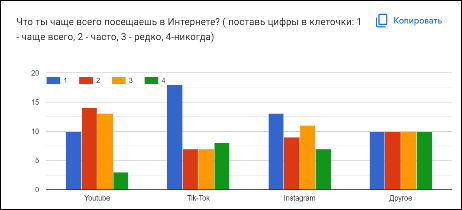 Что ты чаще всего посещаешь в Интернете? ( поставь цифры в клеточки: 1
- чаще всего, 2 - часто, 3 - редко, 4-никогда)
Копировать
20
1 2 3 4
15
10
5
0
Youtube Tik-Tok Instagram Другое